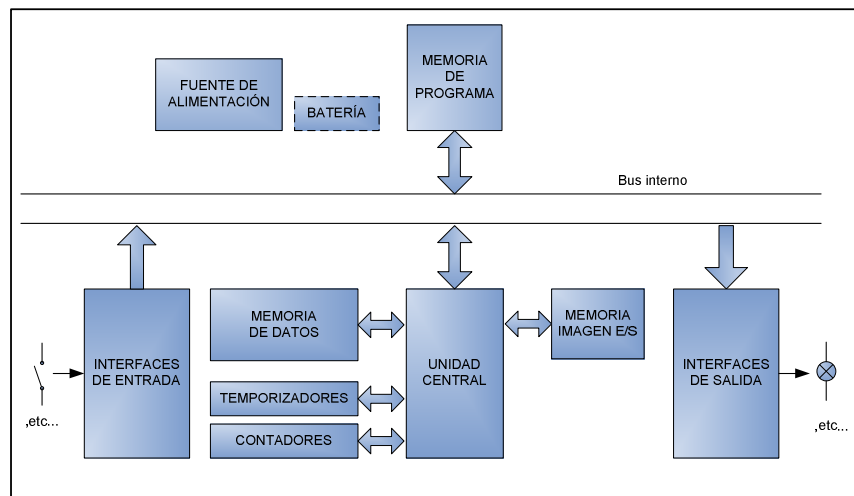 FUENTE DE
ALIMENTACIÓN
BATERÍA
MEMORIA
DE
PROGRAMA
Bus interno
INTERFACES
DE ENTRADA
,etc...
MEMORIA
DE DATOS
TEMPORIZADORES
CONTADORES
UNIDAD
CENTRAL
MEMORIA
IMAGEN E/S
INTERFACES
DE SALIDA
,etc...